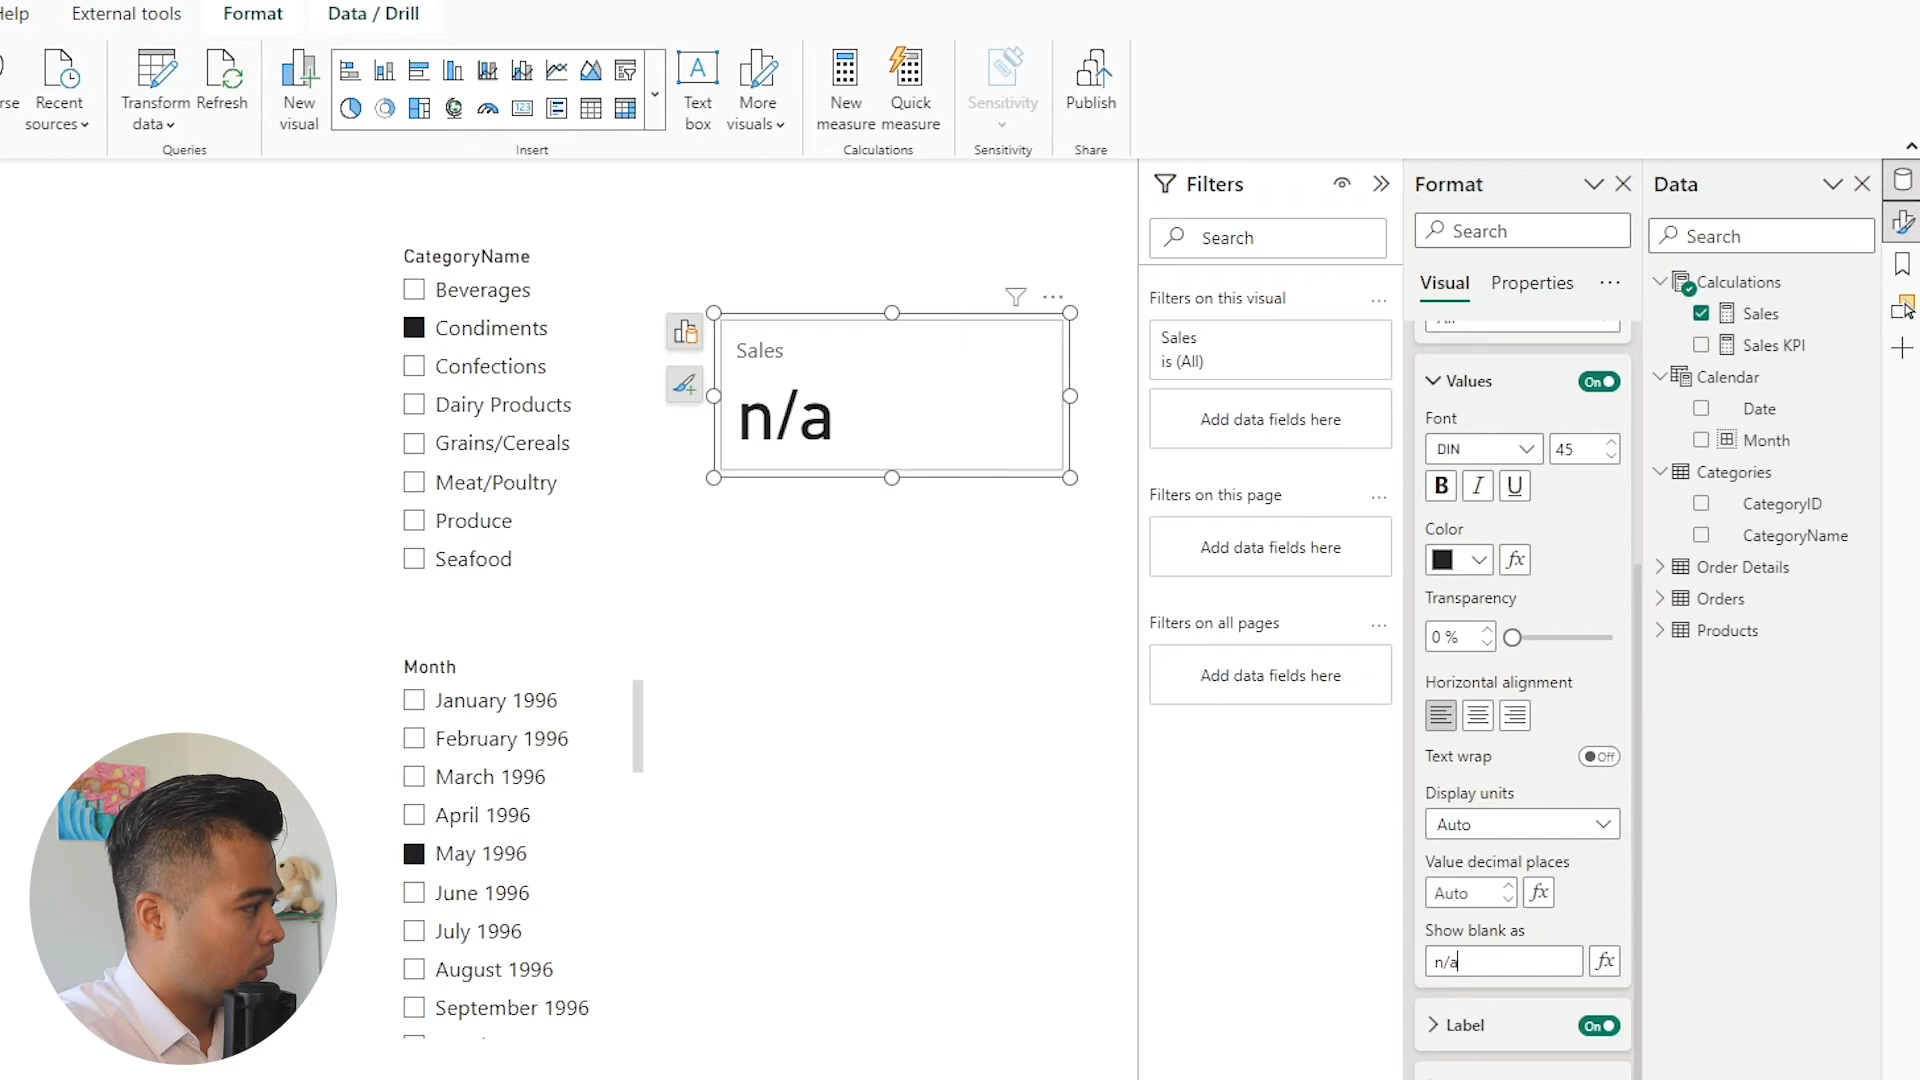 Help
External tools
Format
Data / Drill
Recent
sources
Transform
data
Refresh
New
visual
Text
box
More
visuals
New
measure
Quick
measure
Sensitivity
Publish
Queries
Insert
Calculations
Sensitivity
Share
CategoryName
Beverages
Condiments
Confections
Dairy Products
Grains/Cereals
Meat/Poultry
Produce
Seafood
Sales
n/a
Month
January 1996
February 1996
March 1996
April 1996
May 1996
June 1996
July 1996
August 1996
September 1996
Filters
Search
Filters on this visual
Sales
is (All)
Add data fields here
Filters on this page
Add data fields here
Filters on all pages
Add data fields here
Format
Search
Visual
Properties
Values
On
Font
DIN
45
B
I
U
Color
fx
Transparency
0 %
Horizontal alignment
Text wrap
Off
Display units
Auto
Value decimal places
Auto
fx
Show blank as
n/a
fx
Label
On
Data
Search
Calculations
Sales
Sales KPI
Calendar
Date
Month
Categories
CategoryID
CategoryName
Order Details
Orders
Products